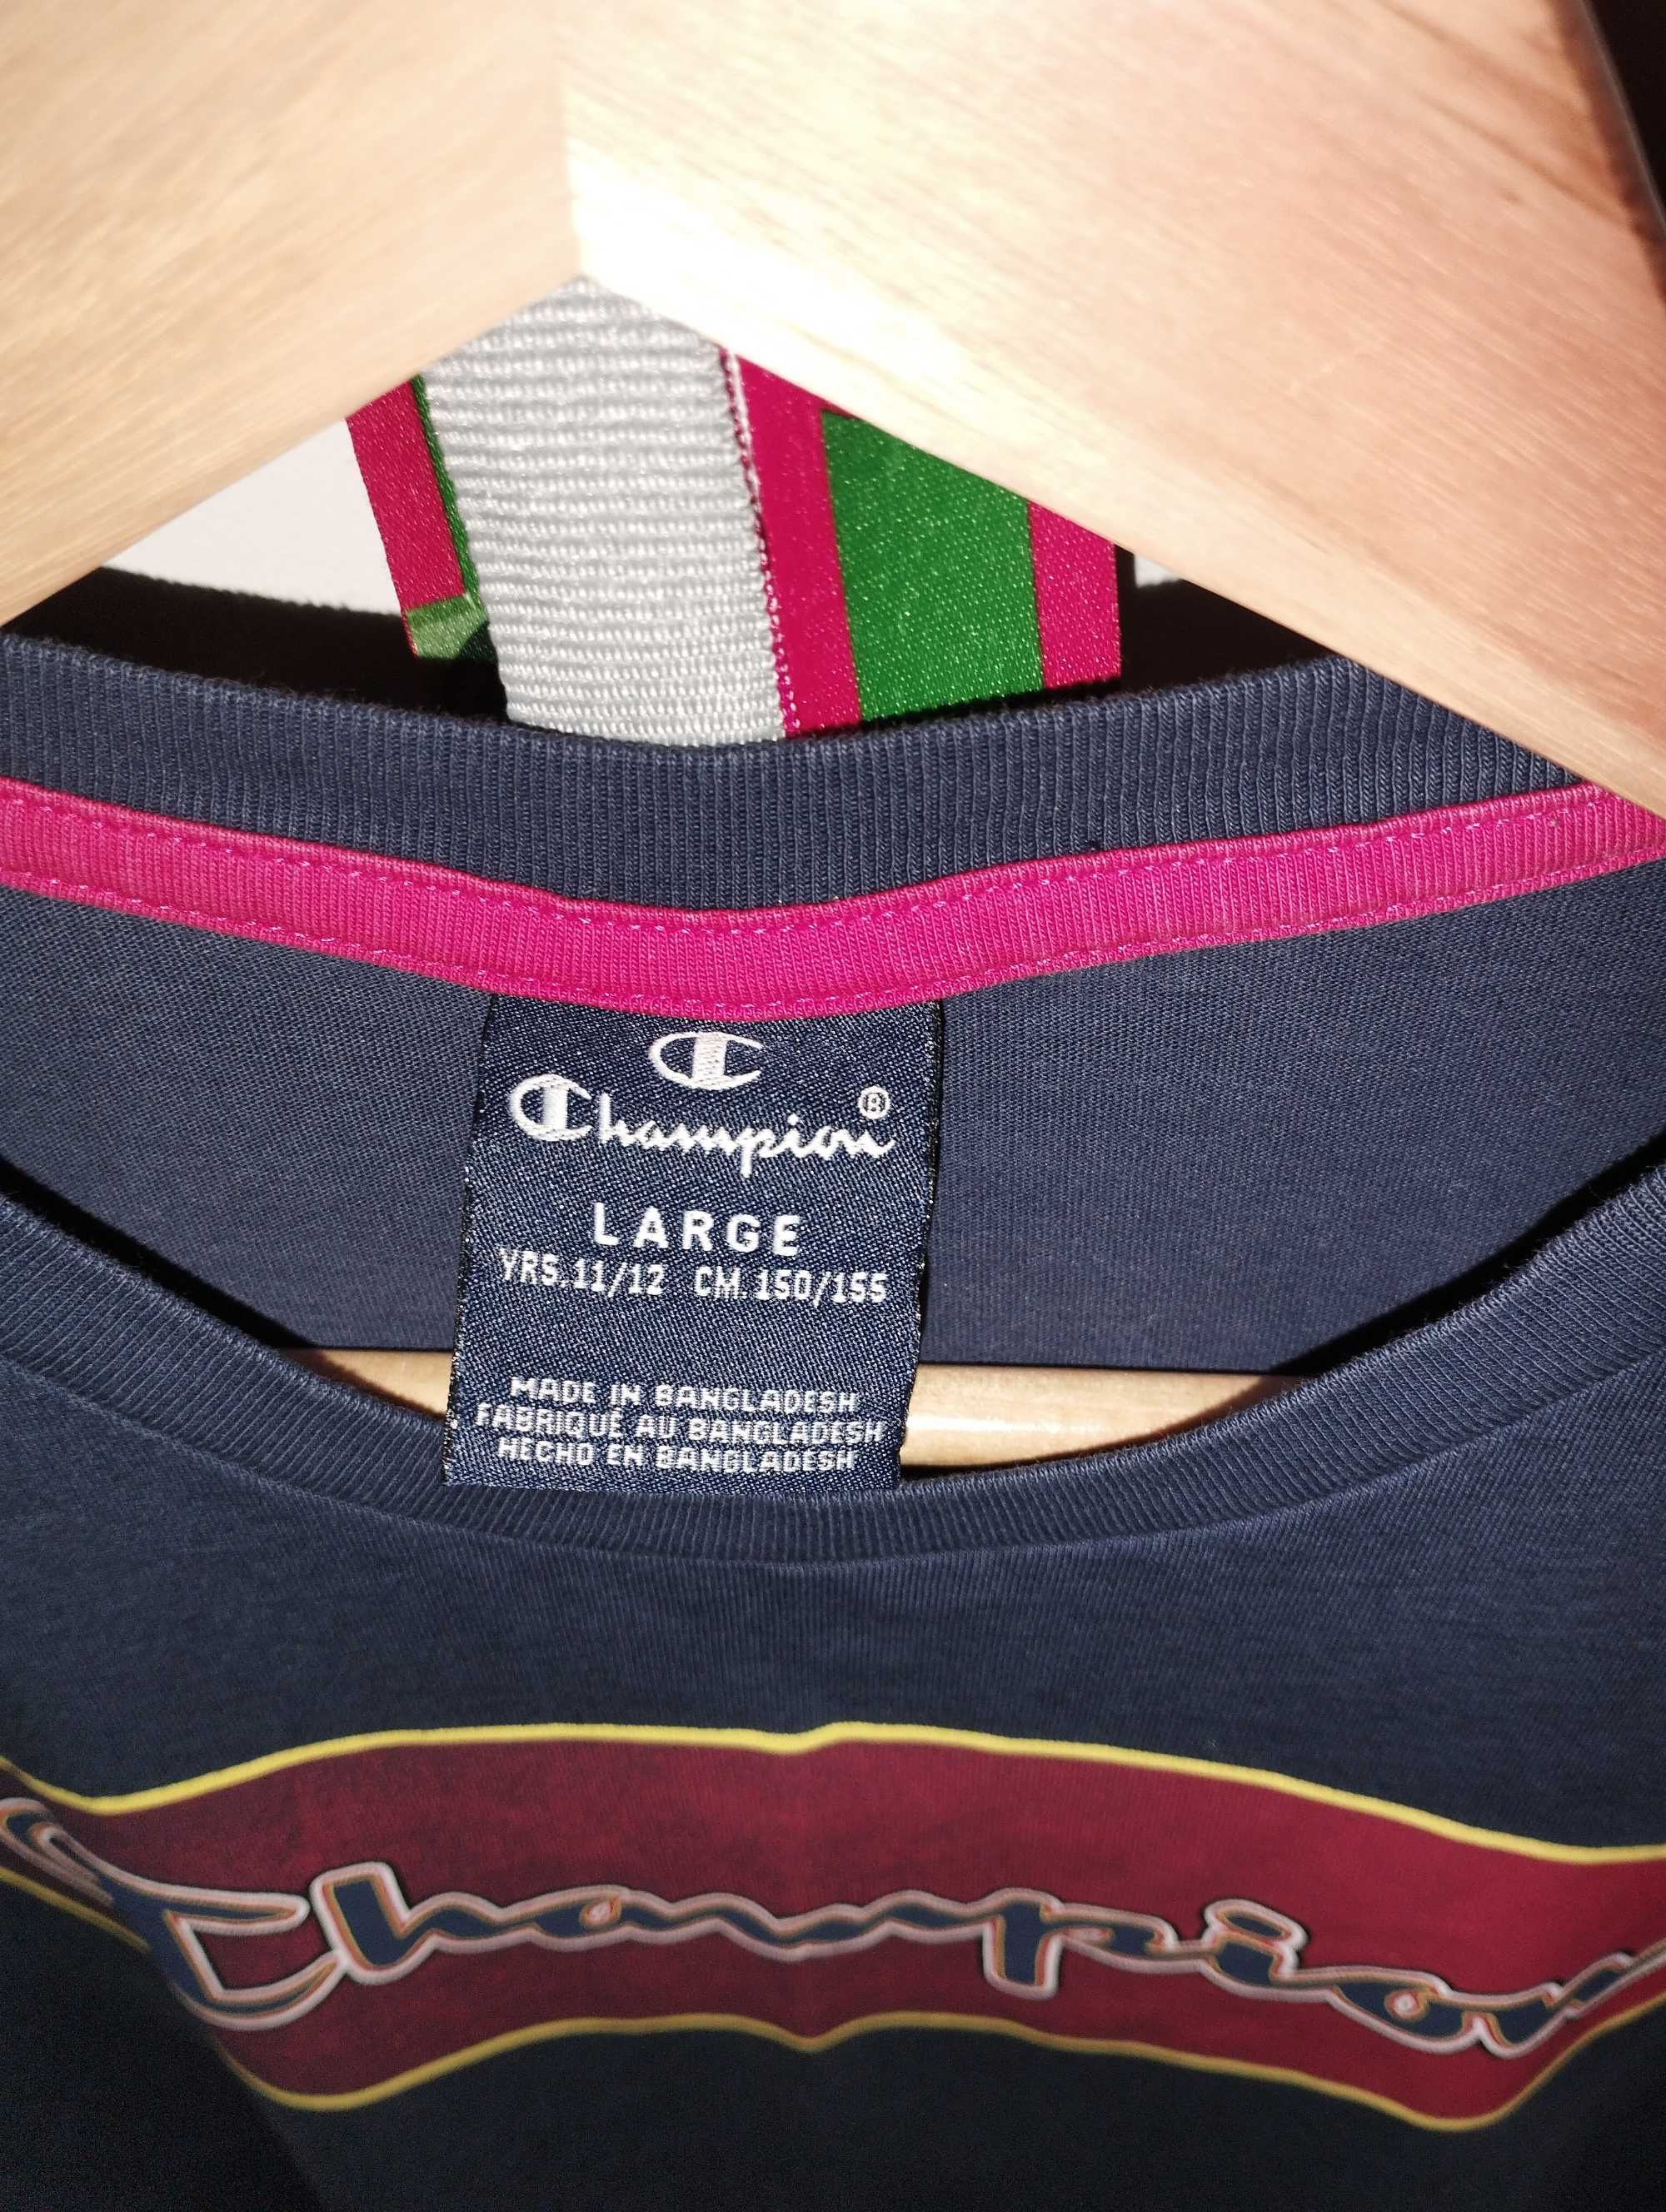 Champion®
LARGE
YRS.11/12 CM.150/155
MADE IN BANGLADESH
FABRIQUÉ AU BANGLADESH
HECHO EN BANGLADESH
Champion